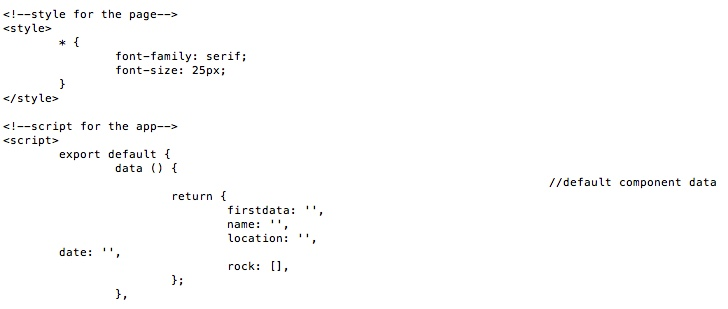 <!--style for the page-->
<style>
* {
font-family: serif;
font-size: 25px;
}
</style>
<!--script for the app-->
<script>
export default {
data () {
//default component data
return {
firstdata: '',
name: '',
location: '',
date: '',
rock: [],
};
},